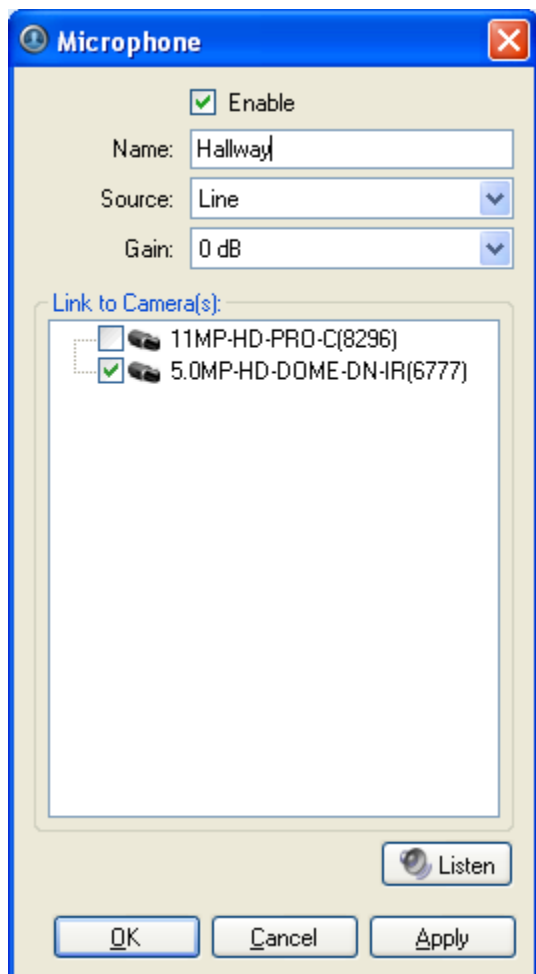 Microphone
Enable
Name: Hallway
Source: Line
Gain: 0 dB
Link to Camera(s):
11MP-HD-PRO-C(8296)
5.0MP-HD-DOME-DN-IR(6777)
Listen
OK Cancel Apply